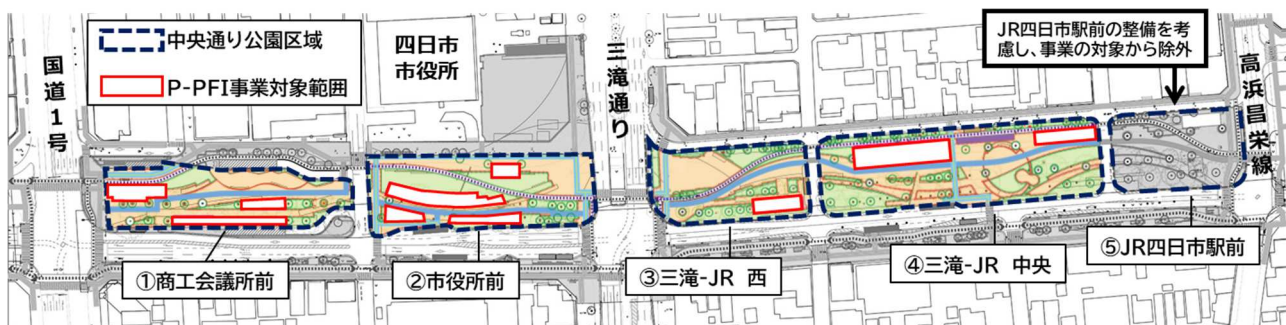 中央通り公園区域
P-PFI事業対象範囲
国道1号
四日市
市役所
三滝通り
JR四日市駅前の整備を考
慮し、事業の対象から除外
高浜昌栄線
①商工会議所前
②市役所前
③三滝-JR 西
④三滝-JR 中央
⑤JR四日市駅前